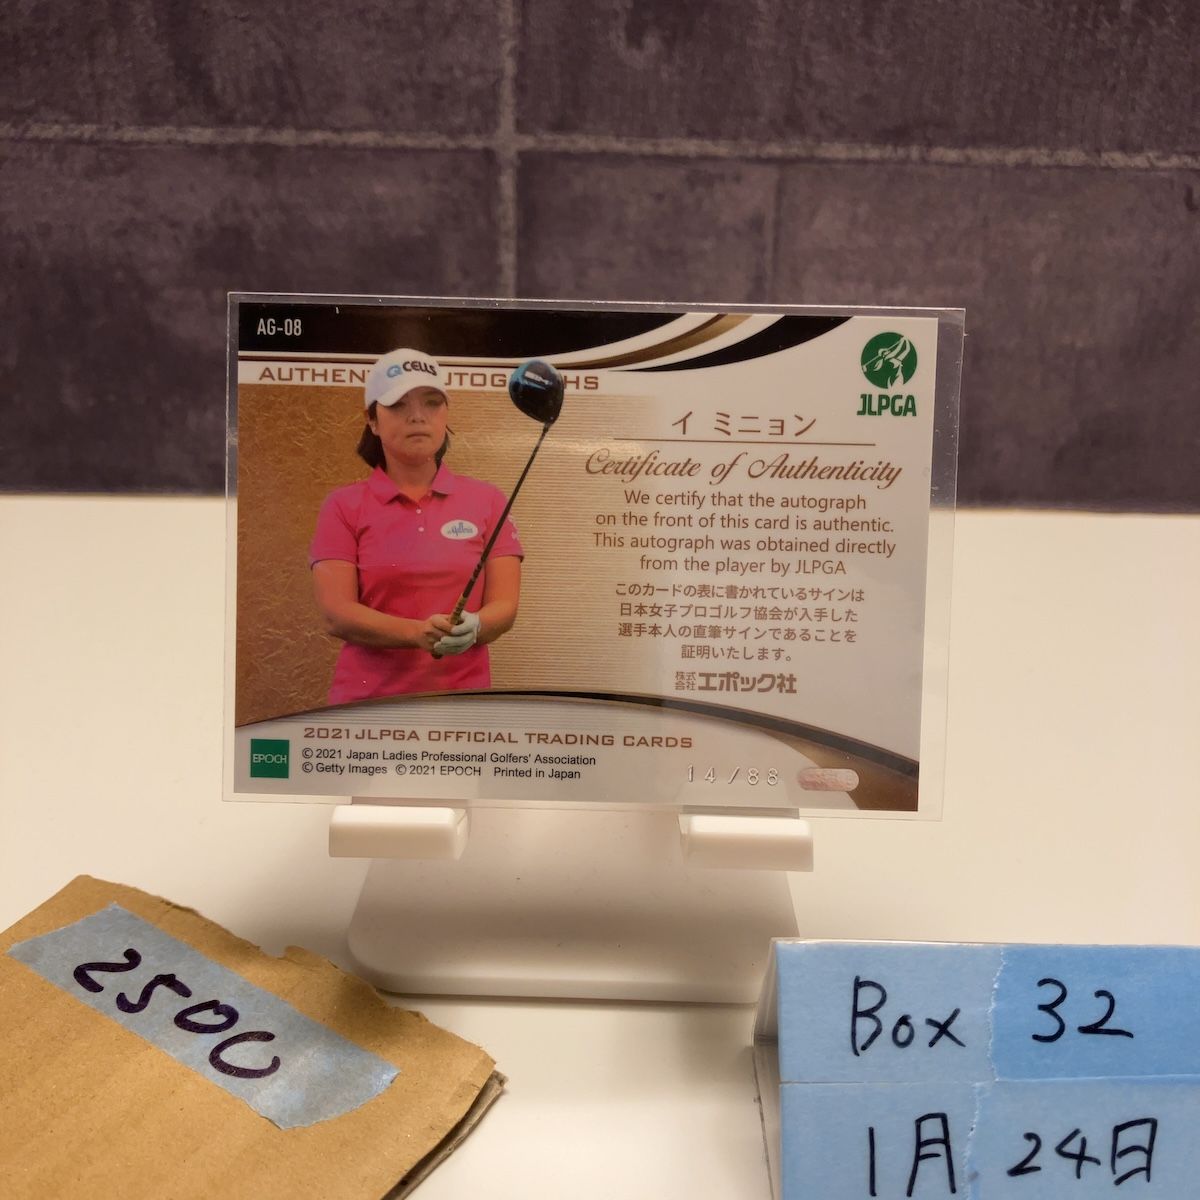 AG-08
AUTHEN UTOG HS
Q CELLS
JLPGA
イ ミニョン
Certificate of Authenticity
We certify that the autograph
on the front of this card is authentic.
This autograph was obtained directly
from the player by JLPGA
このカードの表に書かれているサインは
日本女子プロゴルフ協会が入手した
選手本人の直筆サインであることを
証明いたします。
株式会社エポック社
2021 JLPGA OFFICIAL TRADING CARDS
EPOCH
© 2021 Japan Ladies Professional Golfers' Association
© Getty Images © 2021 EPOCH Printed in Japan
14/88
2500
Box 32
1月 24日